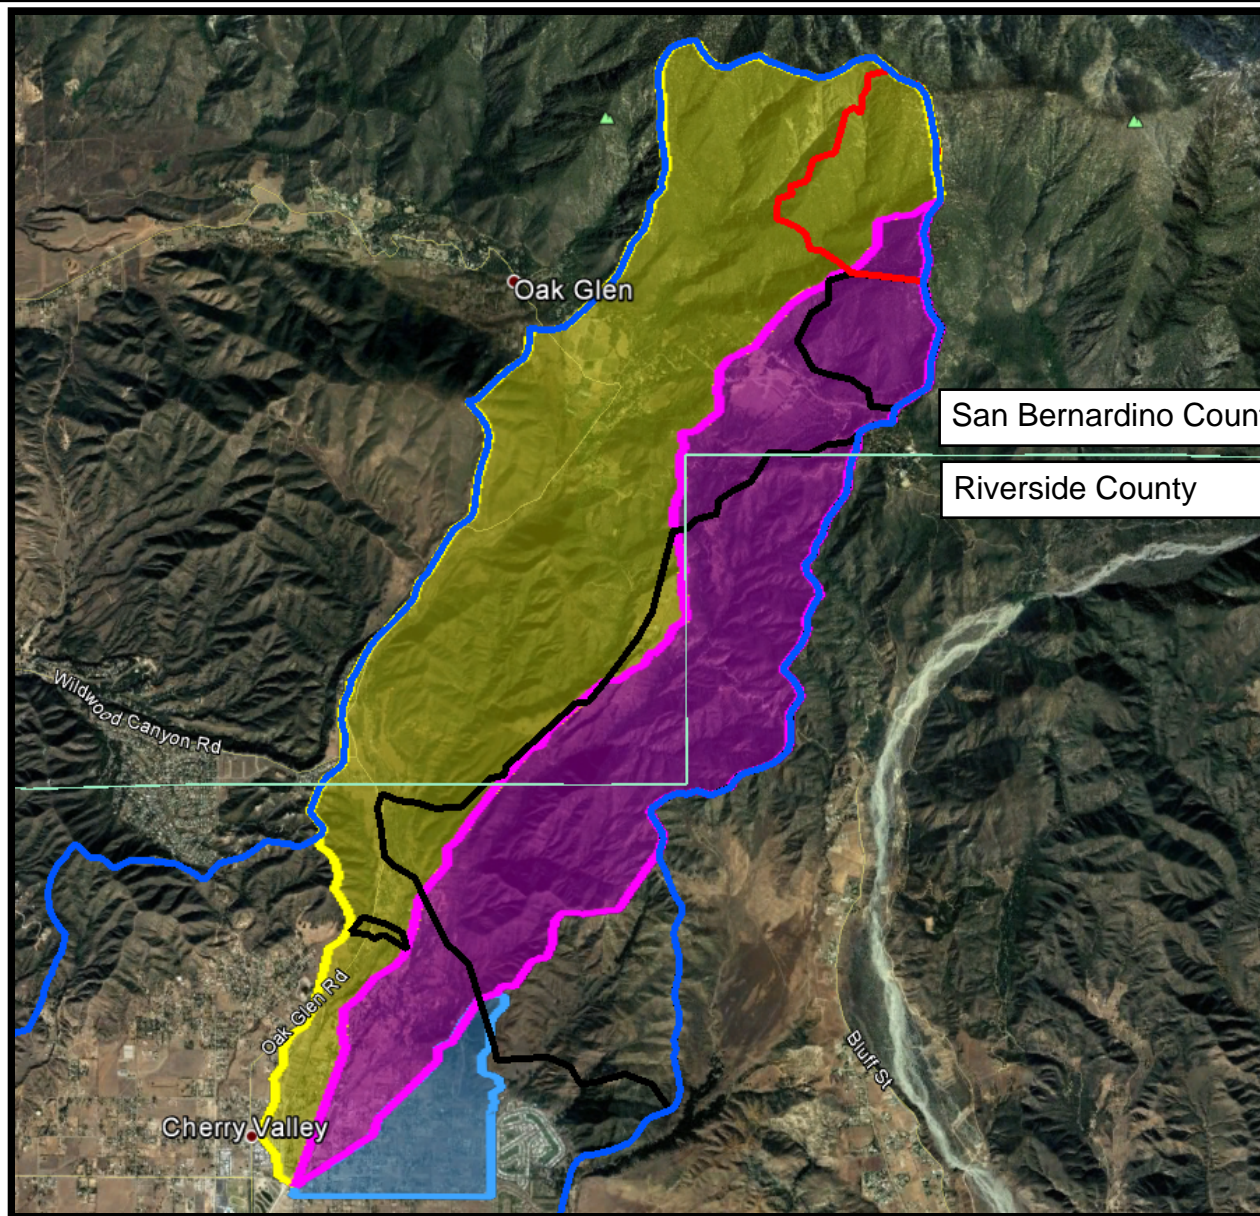 Oak Glen
San Bernardino Coun
Riverside County
Wildwood Canyon Rd
Oak Glen Rd
Bluff St
Cherry Valley